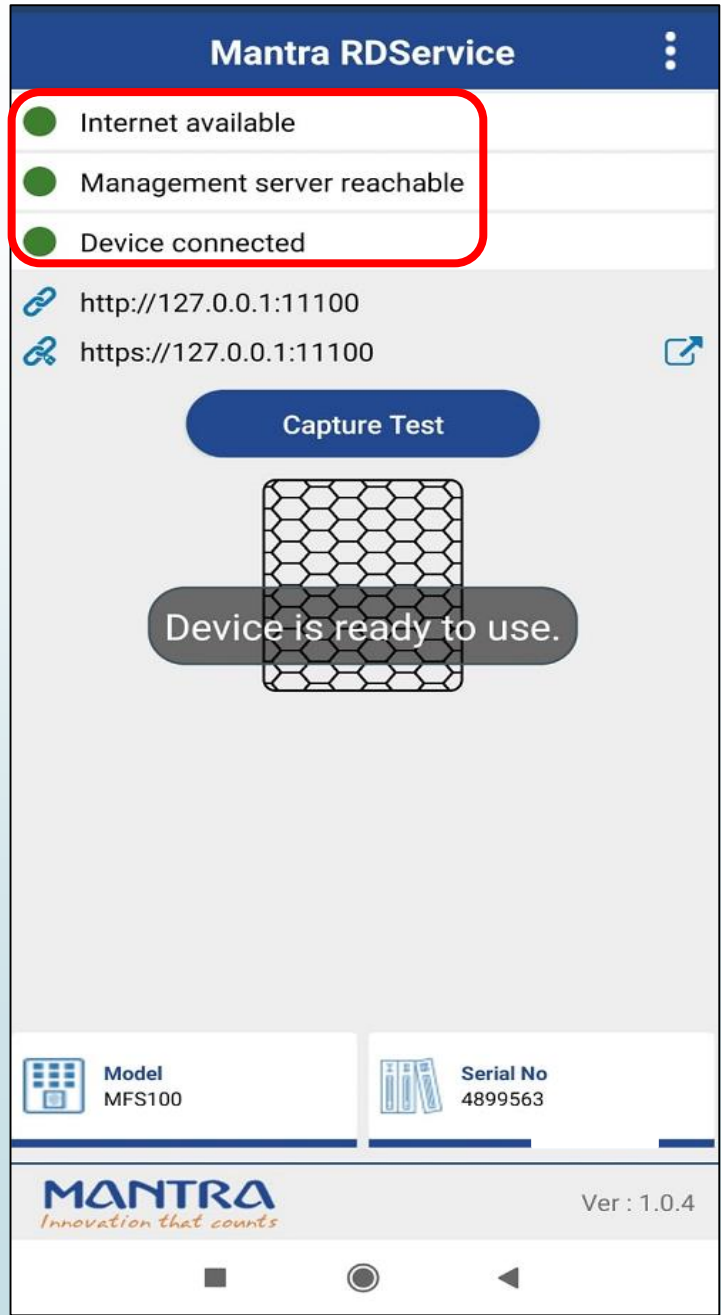 Mantra RDService
Internet available
Management server reachable
Device connected
http://127.0.0.1:11100
https://127.0.0.1:11100
Capture Test
Device is ready to use.
Model
MFS100
Serial No
4899563
MANTRA
Innovation that counts
Ver : 1.0.4